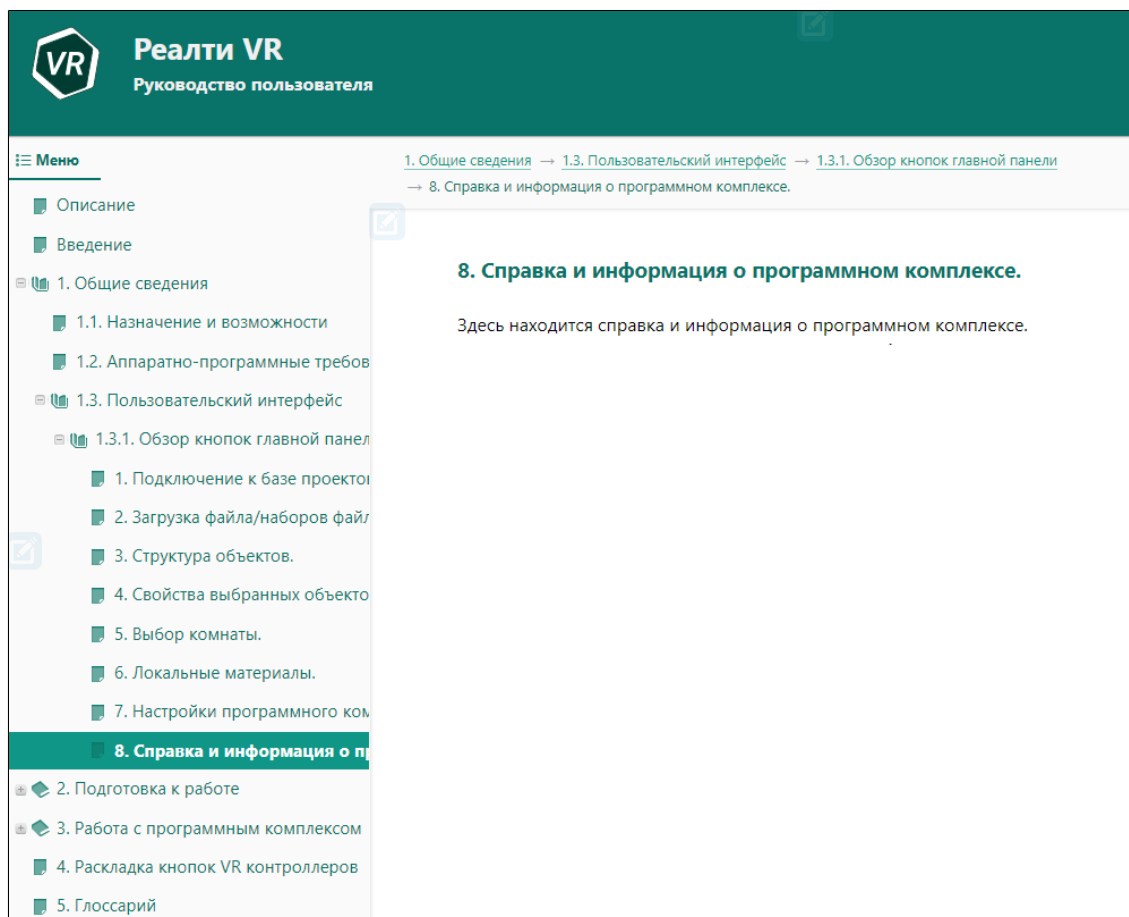 VR
Реалти VR
Руководство пользователя
Меню
Описание
Введение
1. Общие сведения
1.1. Назначение и возможности
1.2. Аппаратно-программные требов
1.3. Пользовательский интерфейс
1.3.1. Обзор кнопок главной панел
1. Подключение к базе проектов
2. Загрузка файла/наборов файл
3. Структура объектов.
4. Свойства выбранных объекто
5. Выбор комнаты.
6. Локальные материалы.
7. Настройки программного ком
8. Справка и информация о пр
2. Подготовка к работе
3. Работа с программным комплексом
4. Раскладка кнопок VR контроллеров
5. Глоссарий
1. Общие сведения → 1.3. Пользовательский интерфейс → 1.3.1. Обзор кнопок главной панели
→ 8. Справка и информация о программном комплексе.
8. Справка и информация о программном комплексе.
Здесь находится справка и информация о программном комплексе.